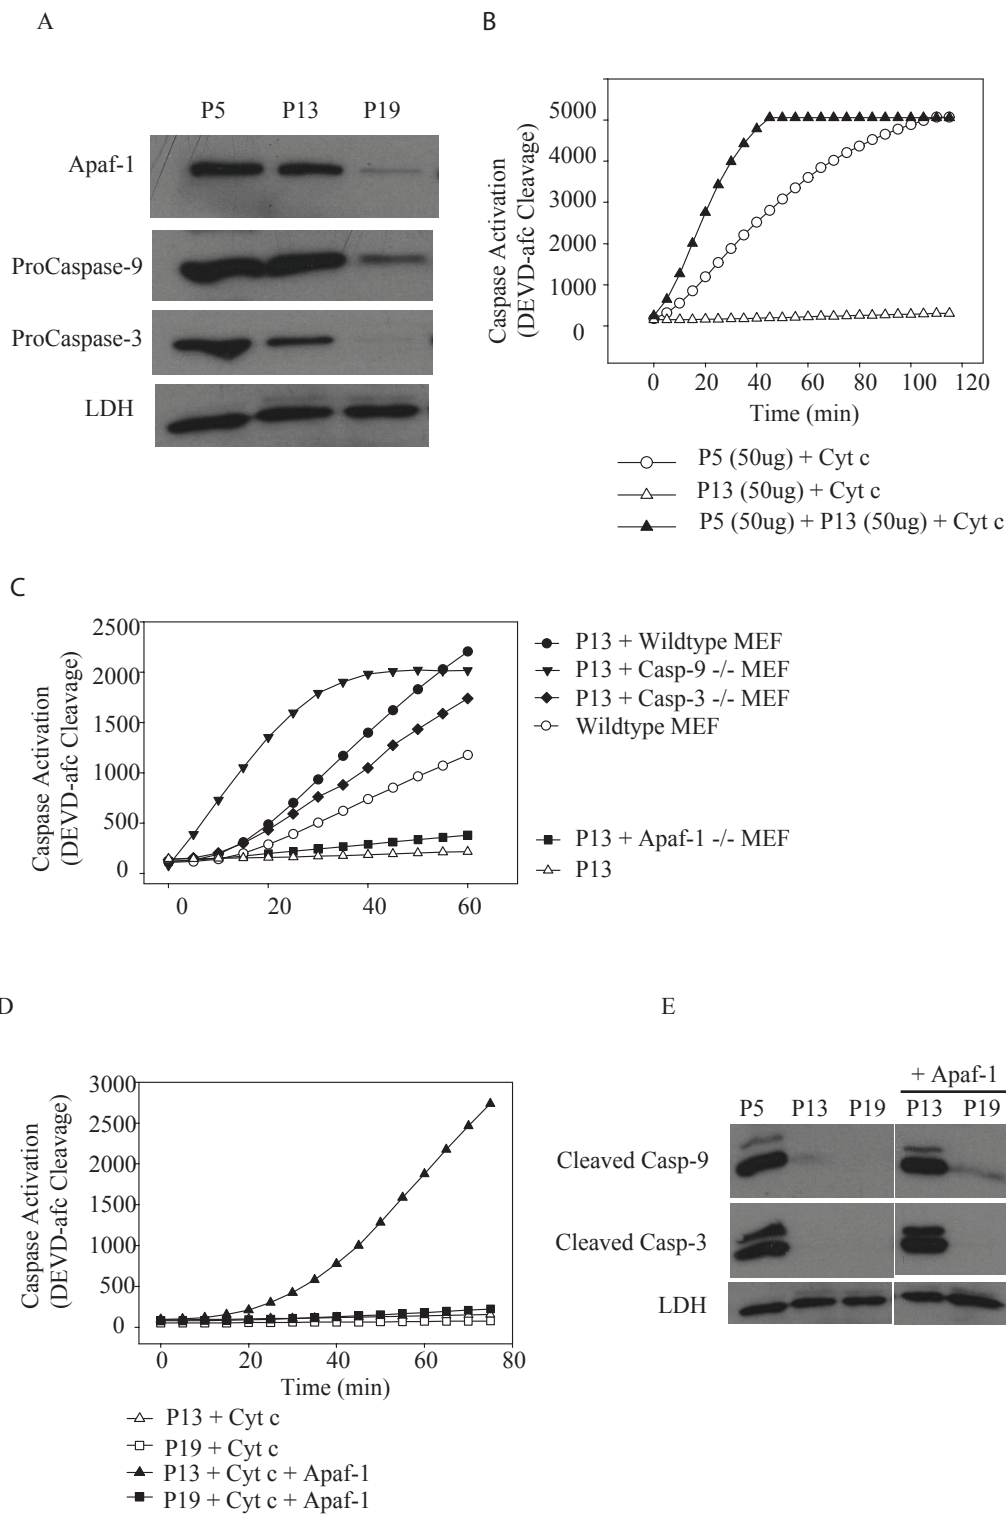 A
P5 P13 P19
Apaf-1
ProCaspase-9
ProCaspase-3
LDH
B
Caspase Activation
(DEVD-afc Cleavage)
5000
4000
3000
2000
1000
0
0 20 40 60 80 100 120
Time (min)
P5 (50ug) + Cyt c
P13 (50ug) + Cyt c
P5 (50ug) + P13 (50ug) + Cyt c
C
Caspase Activation
(DEVD-afc Cleavage)
2500
2000
1500
1000
500
0
0 20 40 60
P13 + Wildtype MEF
P13 + Casp-9 -/- MEF
P13 + Casp-3 -/- MEF
Wildtype MEF
P13 + Apaf-1 -/- MEF
P13
D
Caspase Activation
(DEVD-afc Cleavage)
3000
2500
2000
1500
1000
500
0
0 20 40 60 80
Time (min)
P13 + Cyt c
P19 + Cyt c
P13 + Cyt c + Apaf-1
P19 + Cyt c + Apaf-1
E
+ Apaf-1
P5 P13 P19 P13 P19
Cleaved Casp-9
Cleaved Casp-3
LDH